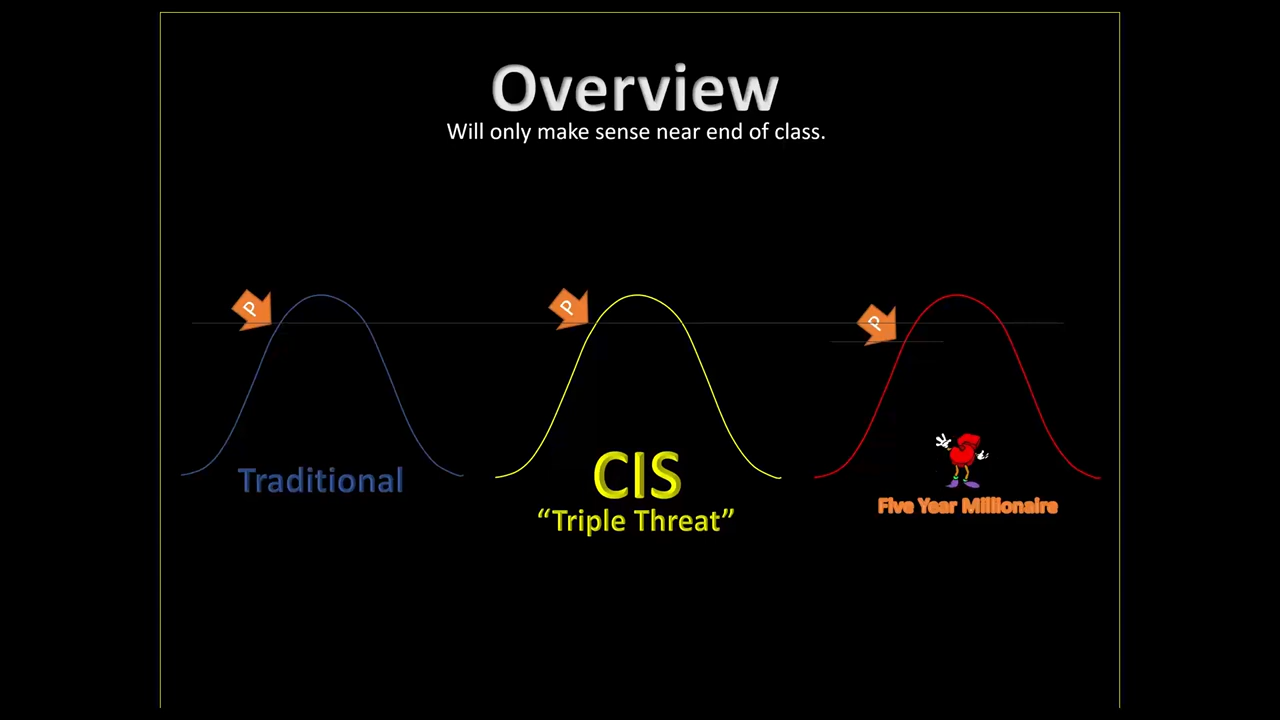 Overview
Will only make sense near end of class.
P
P
P
Traditional
CIS
“Triple Threat”
Five Year Millionaire